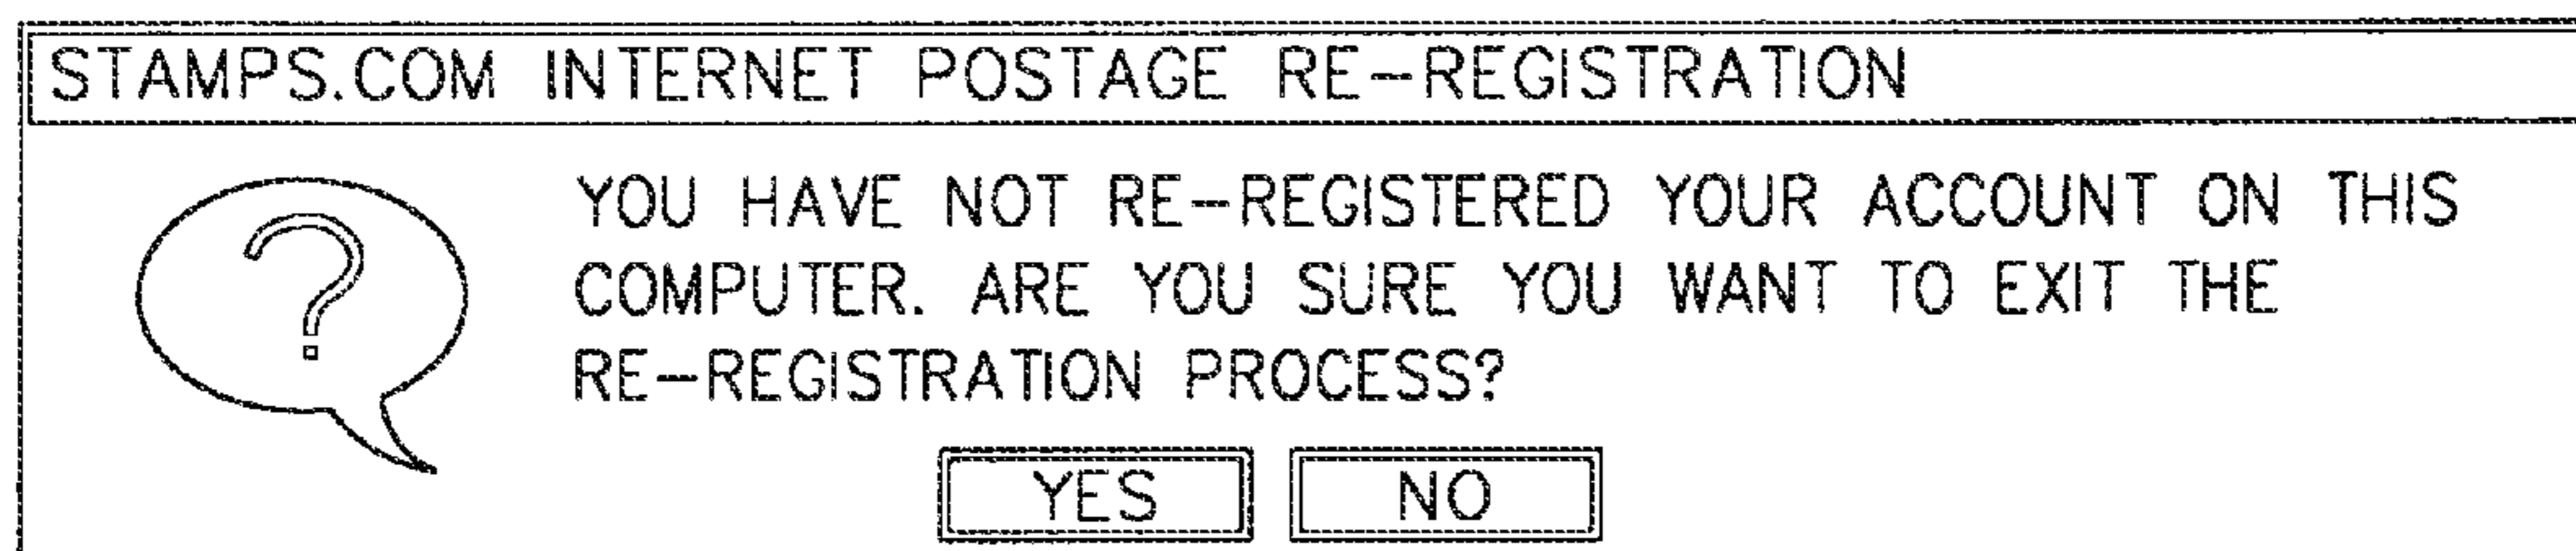 STAMPS.COM INTERNET POSTAGE RE-REGISTRATION
?
YOU HAVE NOT RE-REGISTERED YOUR ACCOUNT ON THIS
COMPUTER. ARE YOU SURE YOU WANT TO EXIT THE
RE-REGISTRATION PROCESS?
YES NO